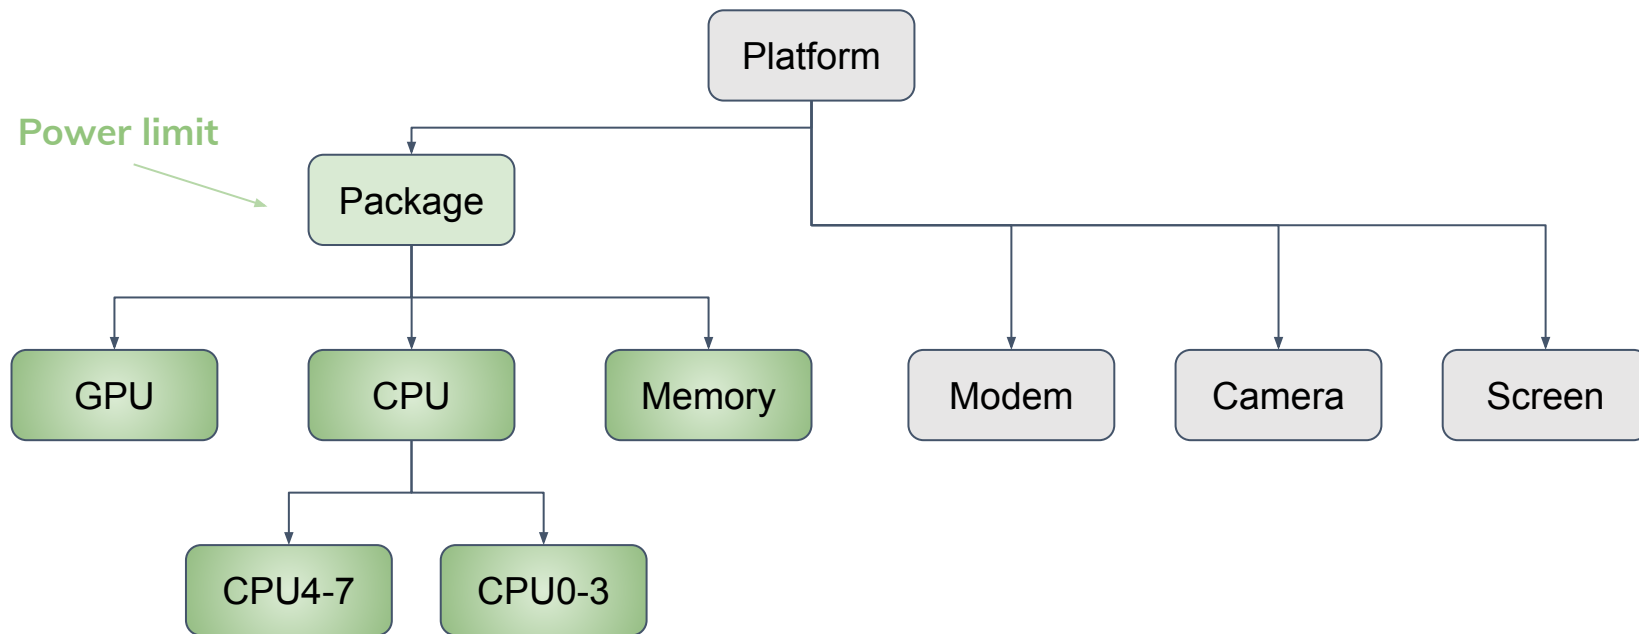 Platform
Power limit
Package
GPU
CPU
Memory
Modem
Camera
Screen
CPU4-7
CPU0-3